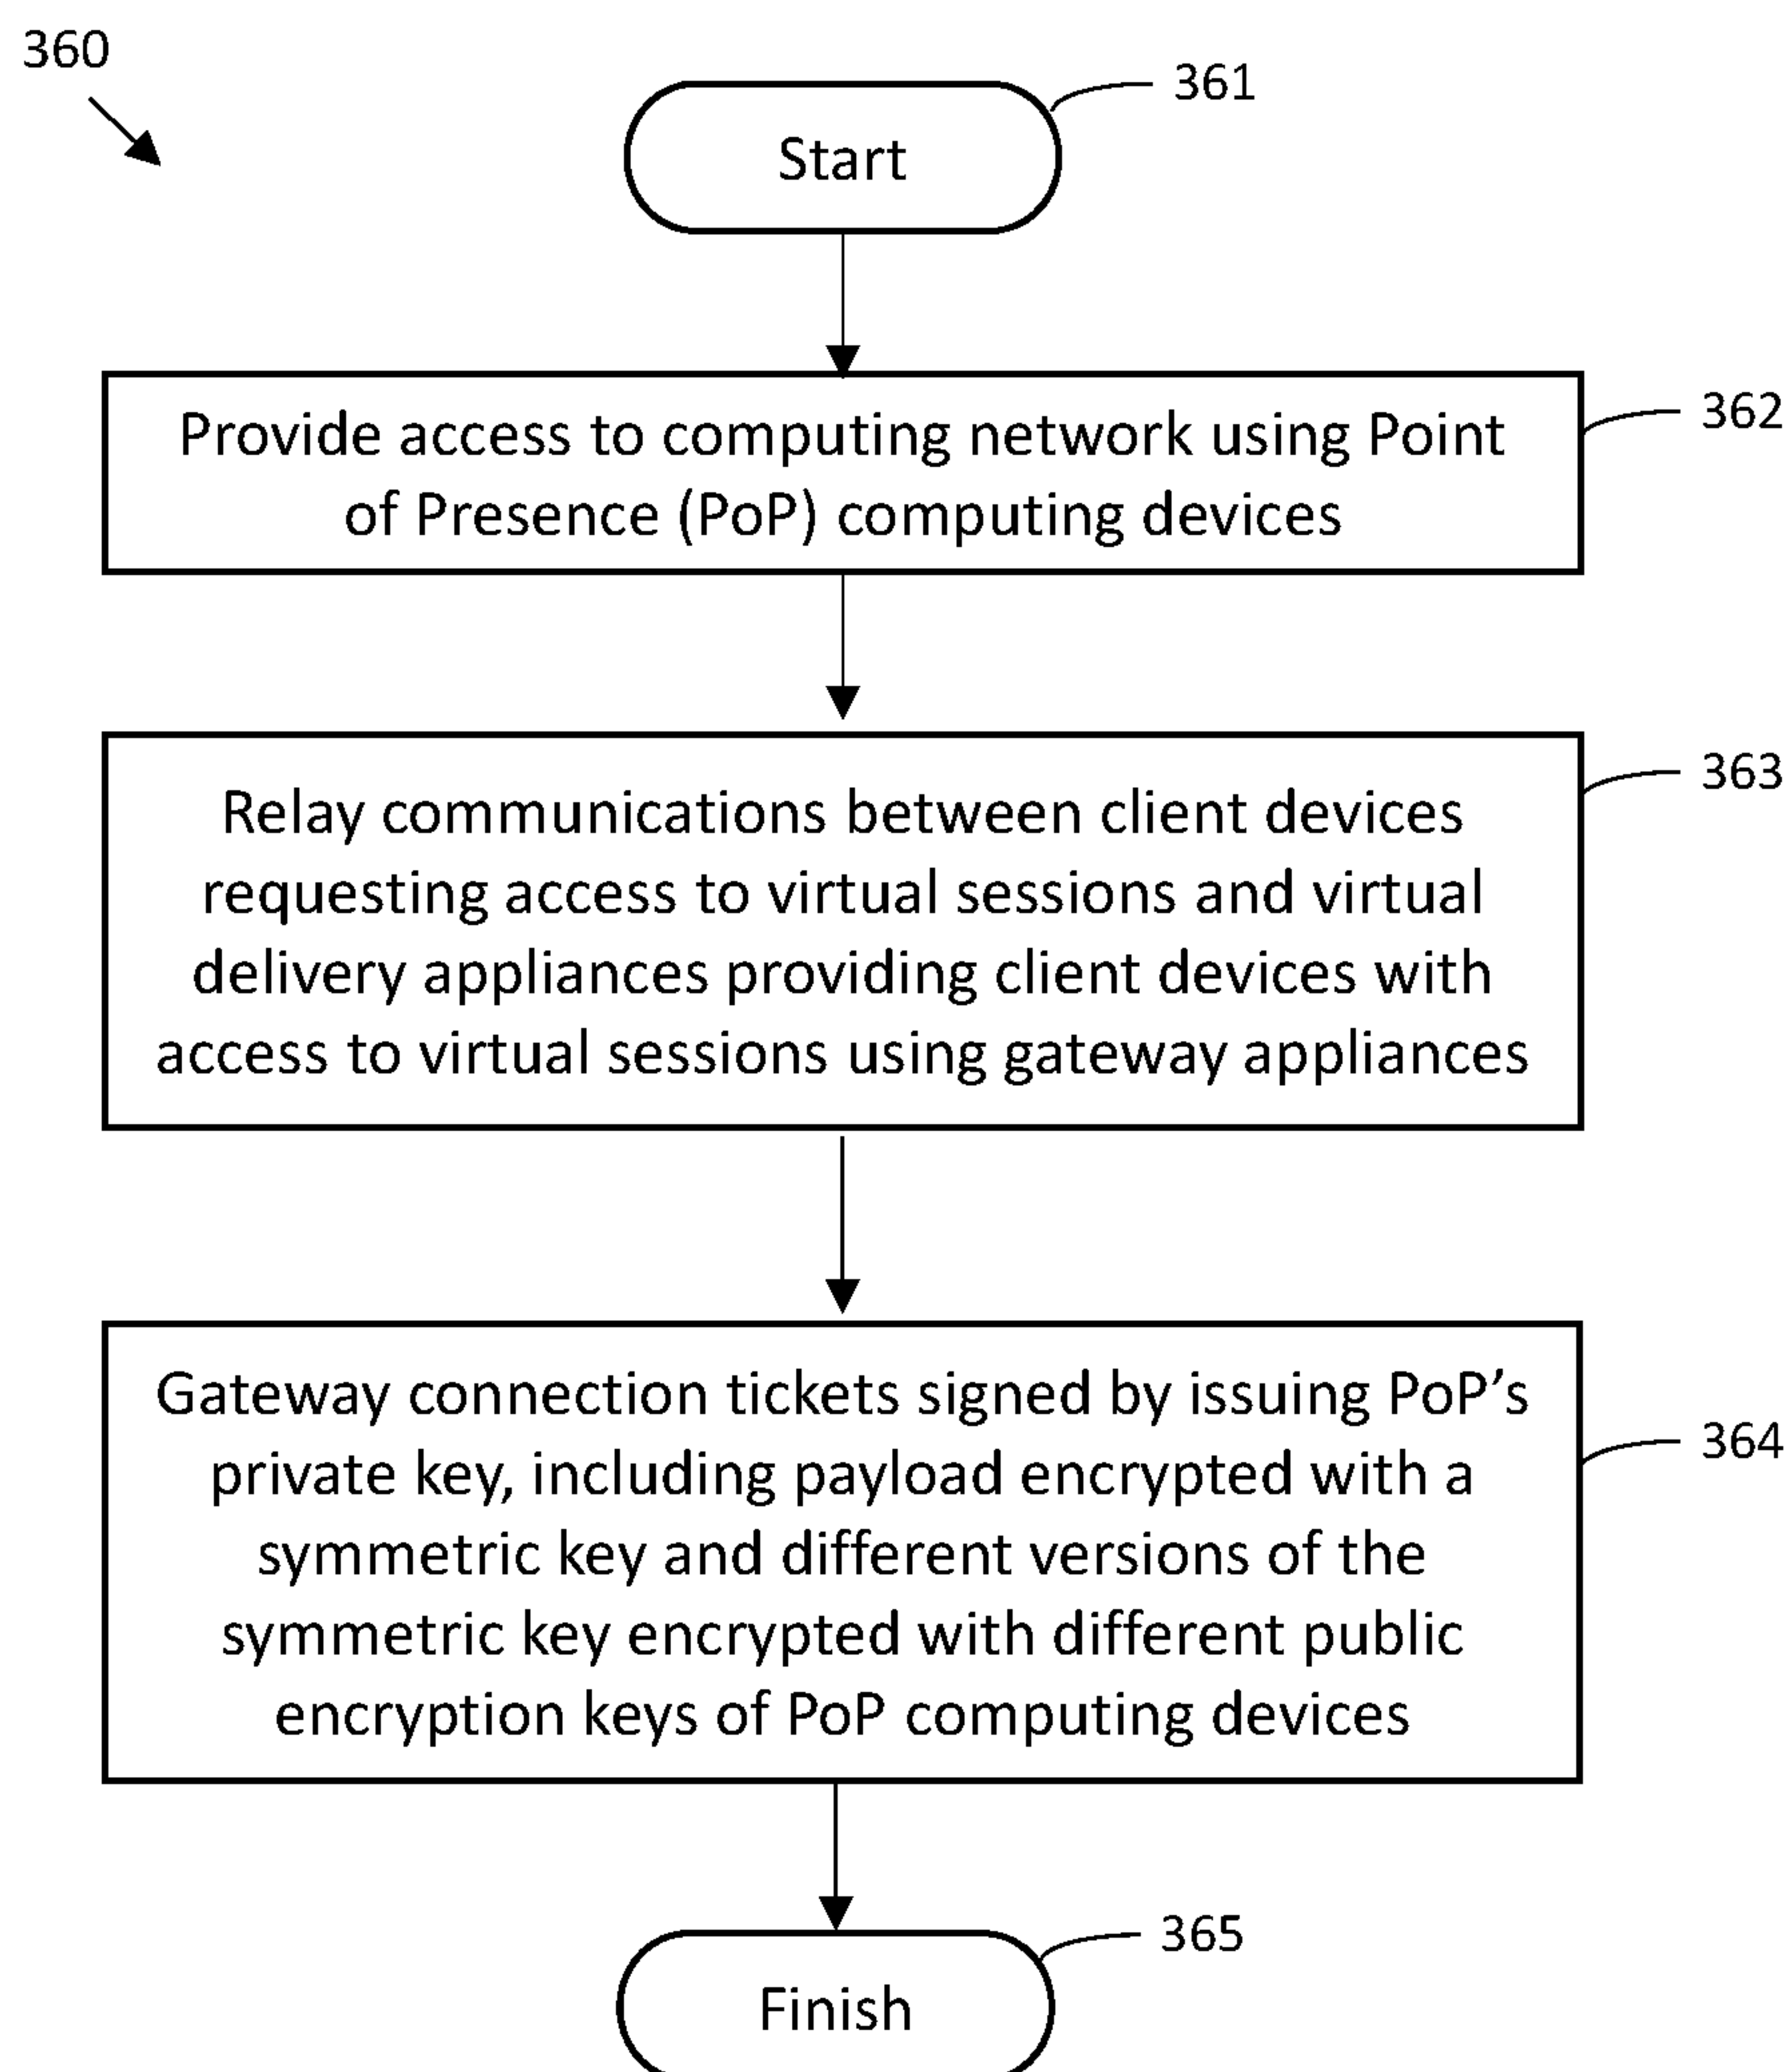 360
361
Start
362
Provide access to computing network using Point
of Presence (PoP) computing devices
363
Relay communications between client devices
requesting access to virtual sessions and virtual
delivery appliances providing client devices with
access to virtual sessions using gateway appliances
364
Gateway connection tickets signed by issuing PoP’s
private key, including payload encrypted with a
symmetric key and different versions of the
symmetric key encrypted with different public
encryption keys of PoP computing devices
365
Finish